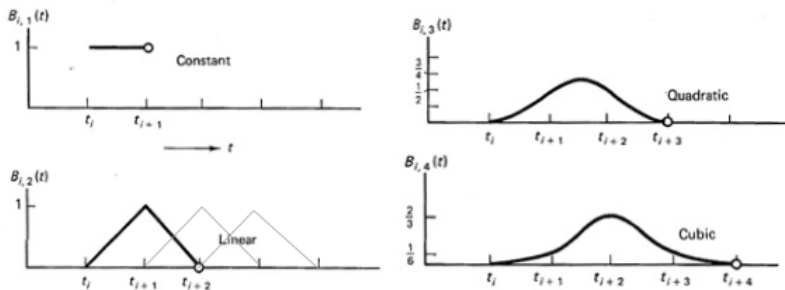 B_{i,1}(t)
1
Constant
t_i t_{i+1}
t
B_{i,2}(t)
1
Linear
t_i t_{i+1} t_{i+2}
B_{i,3}(t)
3/4
1/2
Quadratic
t_i t_{i+1} t_{i+2} t_{i+3}
B_{i,4}(t)
2/3
1/6
Cubic
t_i t_{i+1} t_{i+2} t_{i+3} t_{i+4}